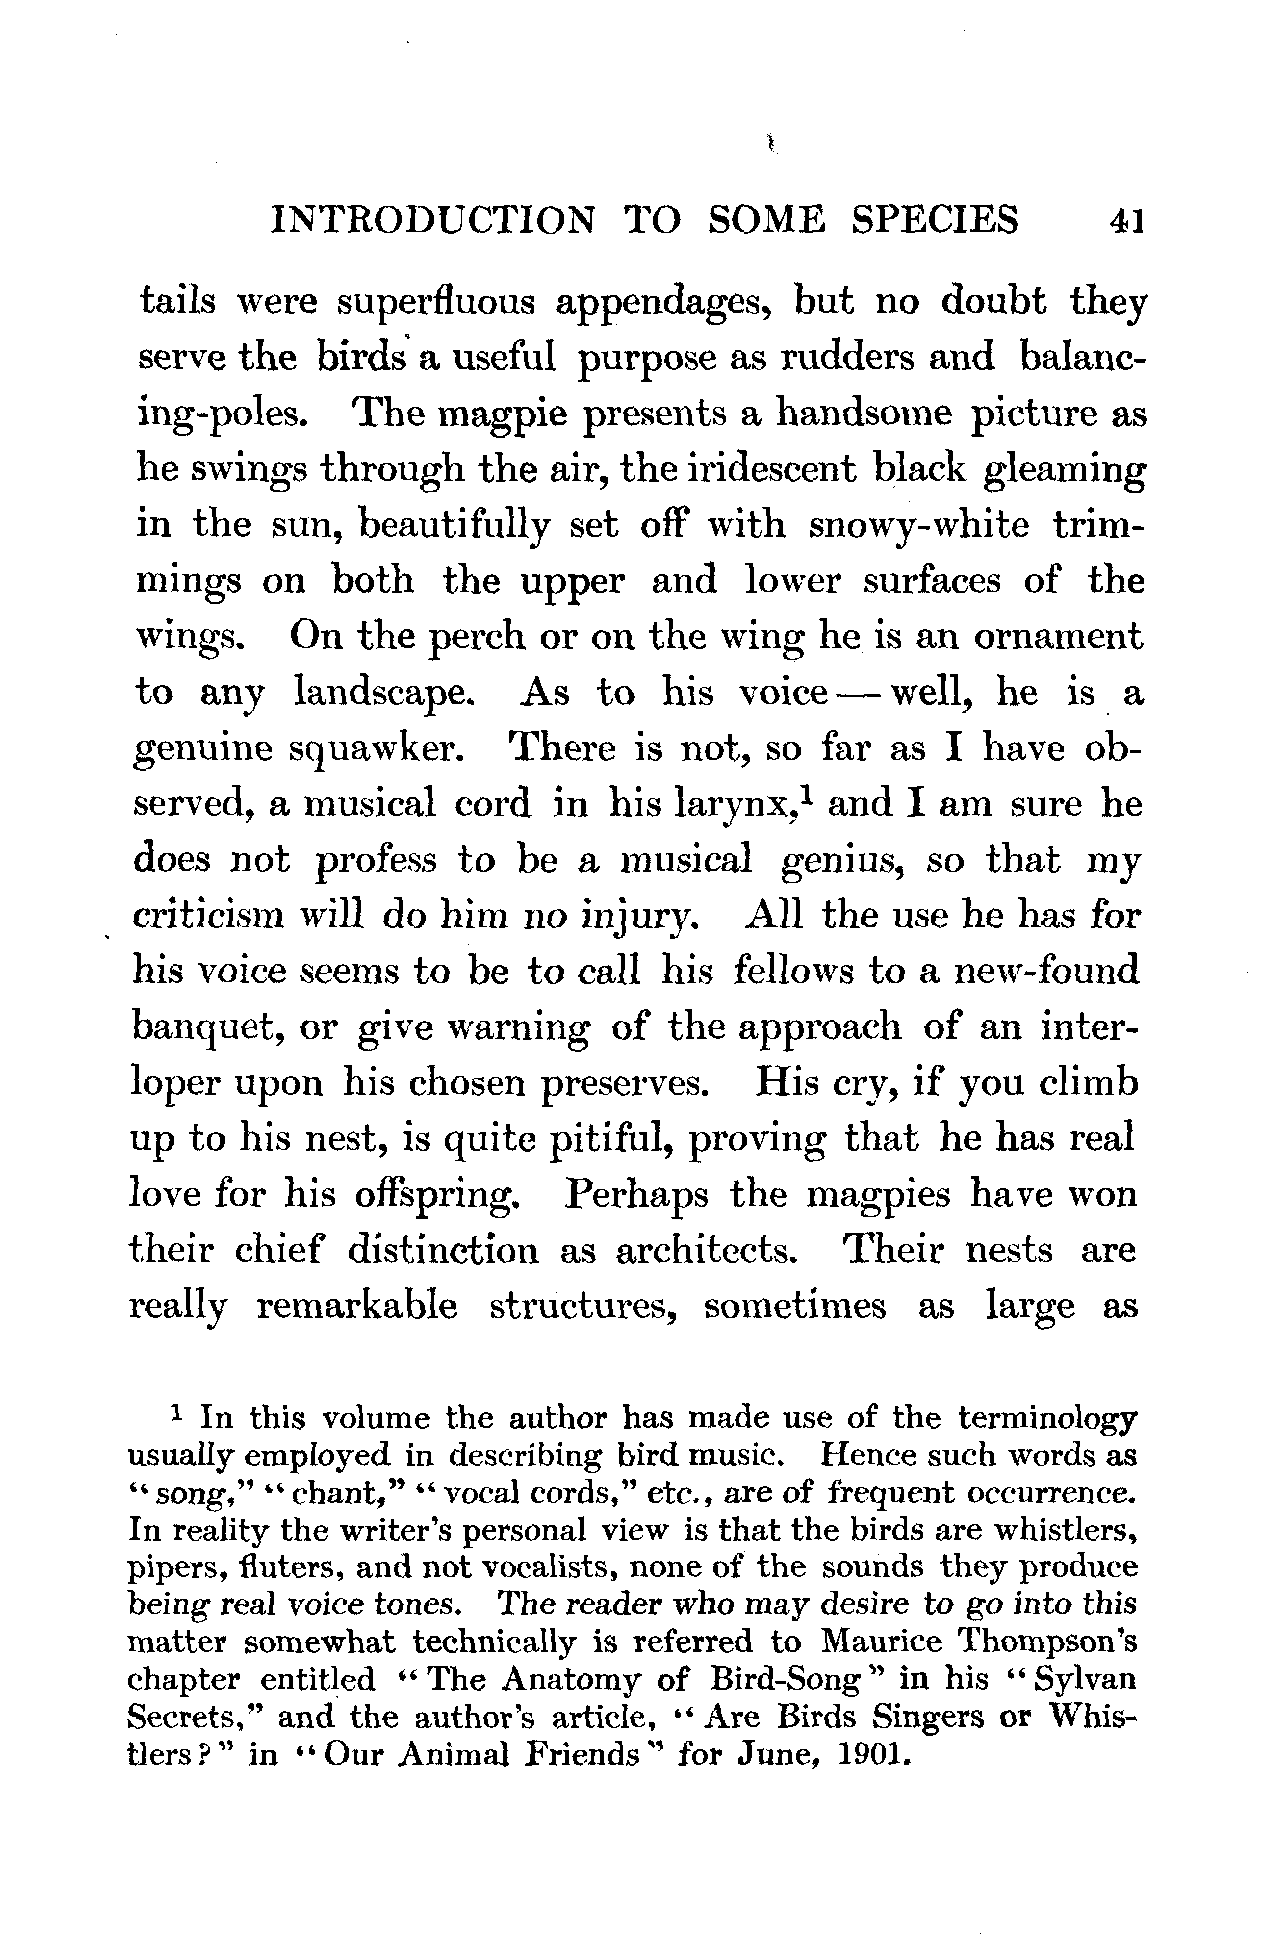 INTRODUCTION TO SOME SPECIES 41
tails were superfluous appendages, but no doubt they
serve the birds a useful purpose as rudders and balanc-
ing-poles. The magpie presents a handsome picture as
he swings through the air, the iridescent black gleaming
in the sun, beautifully set off with snowy-white trim-
mings on both the upper and lower surfaces of the
wings. On the perch or on the wing he is an ornament
to any landscape. As to his voice — well, he is a
genuine squawker. There is not, so far as I have ob-
served, a musical cord in his larynx,¹ and I am sure he
does not profess to be a musical genius, so that my
criticism will do him no injury. All the use he has for
his voice seems to be to call his fellows to a new-found
banquet, or give warning of the approach of an inter-
loper upon his chosen preserves. His cry, if you climb
up to his nest, is quite pitiful, proving that he has real
love for his offspring. Perhaps the magpies have won
their chief distinction as architects. Their nests are
really remarkable structures, sometimes as large as
¹ In this volume the author has made use of the terminology
usually employed in describing bird music. Hence such words as
“song,” “chant,” “vocal cords,” etc., are of frequent occurrence.
In reality the writer's personal view is that the birds are whistlers,
pipers, fluters, and not vocalists, none of the sounds they produce
being real voice tones. The reader who may desire to go into this
matter somewhat technically is referred to Maurice Thompson's
chapter entitled “The Anatomy of Bird-Song” in his “Sylvan
Secrets,” and the author's article, “Are Birds Singers or Whis-
tlers?” in “Our Animal Friends” for June, 1901.